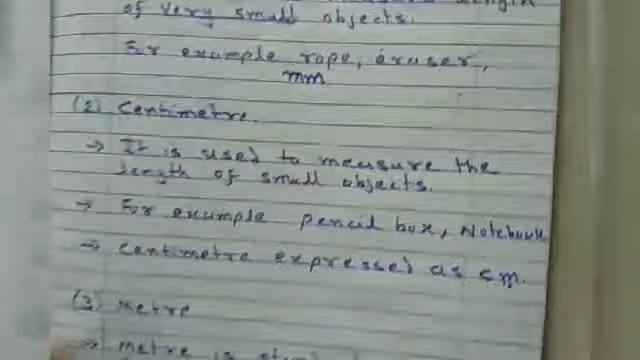 of very small objects.
For example rope, eraser,
mm
(2) Centimetre.
→ It is used to measure the
length of small objects.
→ For example pencil box, Notebook
→ Centimetre expressed as cm.
(3) Metre
→ Metre is